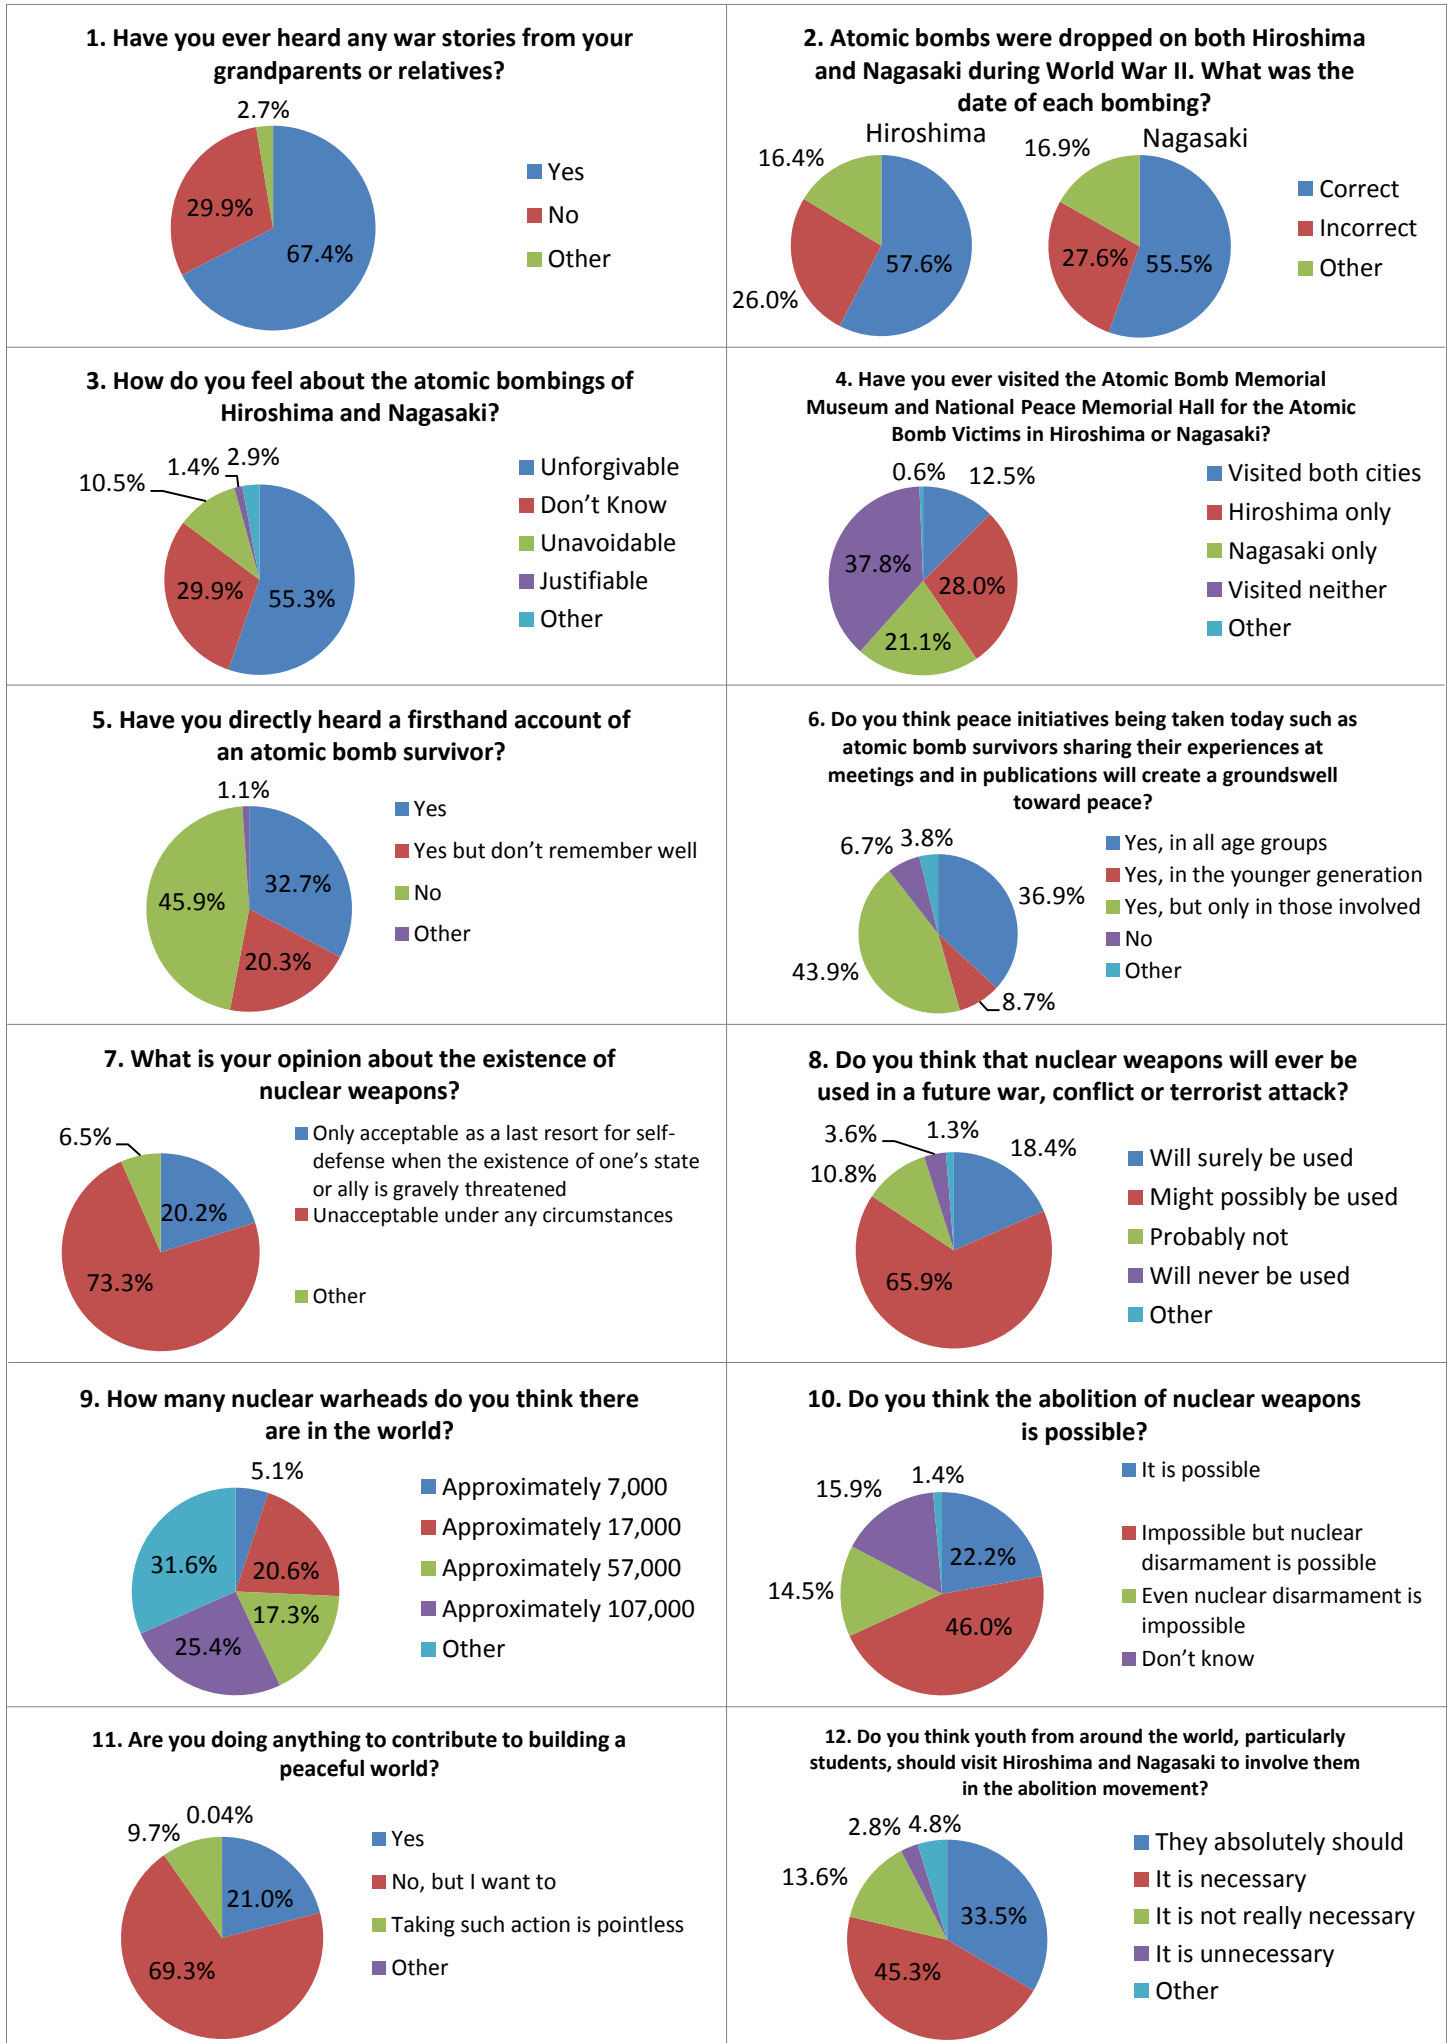 1. Have you ever heard any war stories from your
grandparents or relatives?
2.7%
29.9%
67.4%
Yes
No
Other
2. Atomic bombs were dropped on both Hiroshima
and Nagasaki during World War II. What was the
date of each bombing?
Hiroshima
16.4%
57.6%
26.0%
Nagasaki
16.9%
27.6%
55.5%
Correct
Incorrect
Other
3. How do you feel about the atomic bombings of
Hiroshima and Nagasaki?
1.4%
2.9%
10.5%
29.9%
55.3%
Unforgivable
Don't Know
Unavoidable
Justifiable
Other
4. Have you ever visited the Atomic Bomb Memorial
Museum and National Peace Memorial Hall for the Atomic
Bomb Victims in Hiroshima or Nagasaki?
0.6%
12.5%
37.8%
28.0%
21.1%
Visited both cities
Hiroshima only
Nagasaki only
Visited neither
Other
5. Have you directly heard a firsthand account of
an atomic bomb survivor?
1.1%
32.7%
45.9%
20.3%
Yes
Yes but don't remember well
No
Other
6. Do you think peace initiatives being taken today such as
atomic bomb survivors sharing their experiences at
meetings and in publications will create a groundswell
toward peace?
6.7%
3.8%
36.9%
43.9%
8.7%
Yes, in all age groups
Yes, in the younger generation
Yes, but only in those involved
No
Other
7. What is your opinion about the existence of
nuclear weapons?
6.5%
20.2%
73.3%
Only acceptable as a last resort for self-
defense when the existence of one's state
or ally is gravely threatened
Unacceptable under any circumstances
Other
8. Do you think that nuclear weapons will ever be
used in a future war, conflict or terrorist attack?
3.6%
1.3%
18.4%
10.8%
65.9%
Will surely be used
Might possibly be used
Probably not
Will never be used
Other
9. How many nuclear warheads do you think there
are in the world?
5.1%
31.6%
20.6%
17.3%
25.4%
Approximately 7,000
Approximately 17,000
Approximately 57,000
Approximately 107,000
Other
10. Do you think the abolition of nuclear weapons
is possible?
15.9%
1.4%
22.2%
14.5%
46.0%
It is possible
Impossible but nuclear
disarmament is possible
Even nuclear disarmament is
impossible
Don't know
11. Are you doing anything to contribute to building a
peaceful world?
0.04%
9.7%
21.0%
69.3%
Yes
No, but I want to
Taking such action is pointless
Other
12. Do you think youth from around the world, particularly
students, should visit Hiroshima and Nagasaki to involve them
in the abolition movement?
2.8%
4.8%
13.6%
33.5%
45.3%
They absolutely should
It is necessary
It is not really necessary
It is unnecessary
Other